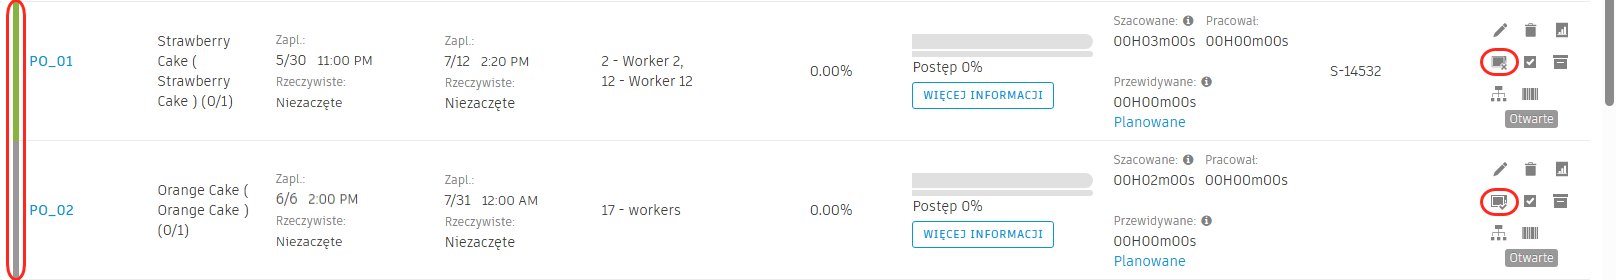 PO_01
Strawberry
Cake (
Strawberry
Cake ) (0/1)
Zapl.:
5/30 11:00 PM
Rzeczywiste:
Niezaczęte
Zapl.:
7/12 2:20 PM
Rzeczywiste:
Niezaczęte
2 - Worker 2,
12 - Worker 12
0.00%
Postęp 0%
WIĘCEJ INFORMACJI
Szacowane: Pracował:
00H03m00s 00H00m00s
Przewidywane:
00H00m00s
Planowane
S-14532
Otwarte
PO_02
Orange Cake (
Orange Cake )
(0/1)
Zapl.:
6/6 2:00 PM
Rzeczywiste:
Niezaczęte
Zapl.:
7/31 12:00 AM
Rzeczywiste:
Niezaczęte
17 - workers
0.00%
Postęp 0%
WIĘCEJ INFORMACJI
Szacowane: Pracował:
00H02m00s 00H00m00s
Przewidywane:
00H00m00s
Planowane
Otwarte